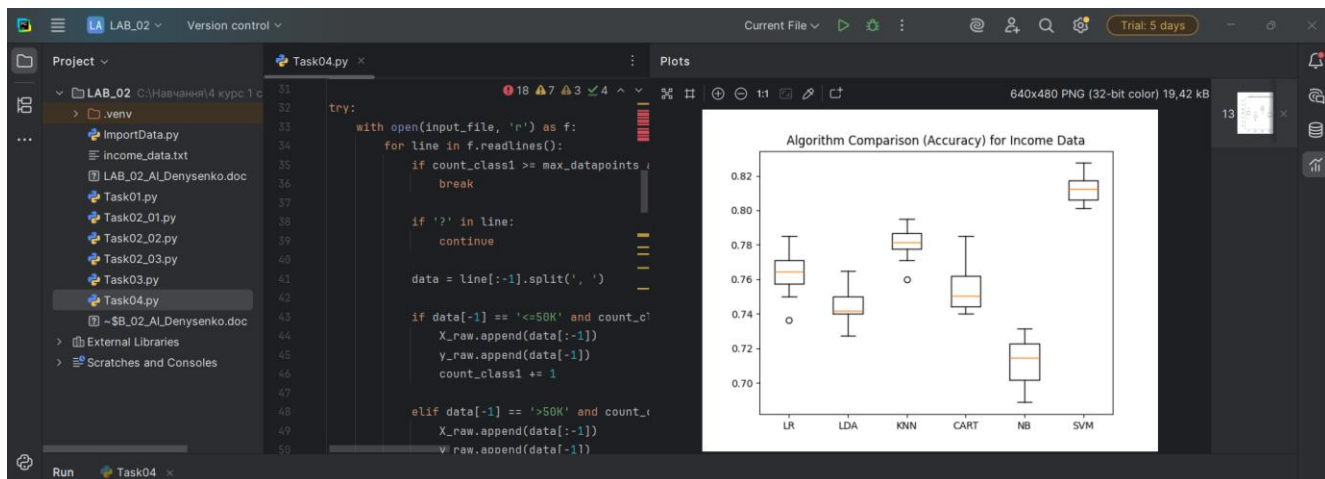 LA LAB_02 Version control Current File Trial: 5 days
Project
LAB_02 C:\Навчання\4 курс 1 с
.venv
ImportData.py
income_data.txt
LAB_02_AI_Denysenko.doc
Task01.py
Task02_01.py
Task02_02.py
Task02_03.py
Task03.py
Task04.py
~$B_02_AI_Denysenko.doc
External Libraries
Scratches and Consoles
Task04.py
18 7 3 4
31
32 try:
33 with open(input_file, 'r') as f:
34 for line in f.readlines():
35 if count_class1 >= max_datapoints a
36 break
37
38 if '?' in line:
39 continue
40
41 data = line[:-1].split(', ')
42
43 if data[-1] == '<=50K' and count_cl
44 X_raw.append(data[:-1])
45 y_raw.append(data[-1])
46 count_class1 += 1
47
48 elif data[-1] == '>50K' and count_c
49 X_raw.append(data[:-1])
50 y_raw.append(data[-1])
Plots
1:1 640x480 PNG (32-bit color) 19,42 kB
13
Algorithm Comparison (Accuracy) for Income Data
0.82
0.80
0.78
0.76
0.74
0.72
0.70
LR LDA KNN CART NB SVM
Run Task04